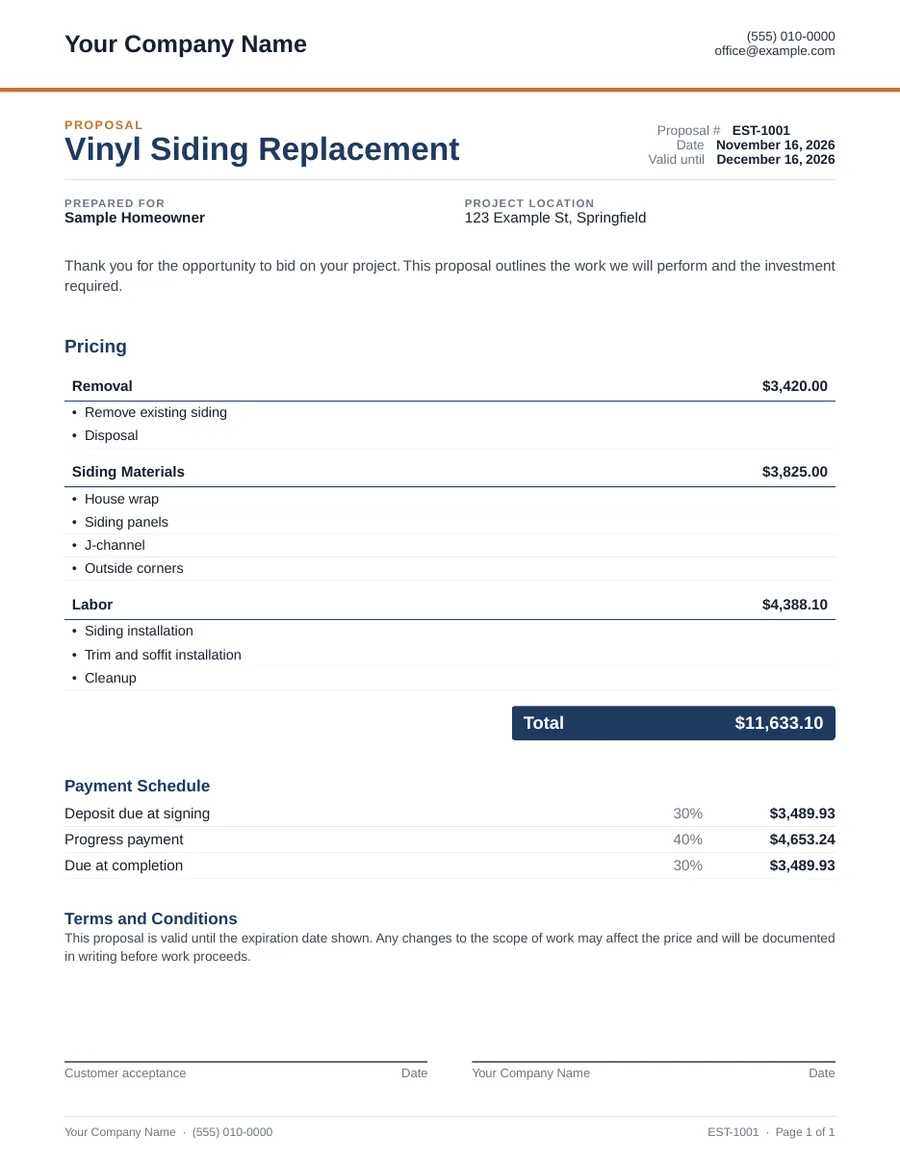 Your Company Name
(555) 010-0000
office@example.com
PROPOSAL
Vinyl Siding Replacement
Proposal # EST-1001
Date November 16, 2026
Valid until December 16, 2026
PREPARED FOR
Sample Homeowner
PROJECT LOCATION
123 Example St, Springfield
Thank you for the opportunity to bid on your project. This proposal outlines the work we will perform and the investment
required.
Pricing
Removal $3,420.00
• Remove existing siding
• Disposal
Siding Materials $3,825.00
• House wrap
• Siding panels
• J-channel
• Outside corners
Labor $4,388.10
• Siding installation
• Trim and soffit installation
• Cleanup
Total $11,633.10
Payment Schedule
Deposit due at signing 30% $3,489.93
Progress payment 40% $4,653.24
Due at completion 30% $3,489.93
Terms and Conditions
This proposal is valid until the expiration date shown. Any changes to the scope of work may affect the price and will be documented
in writing before work proceeds.
Customer acceptance Date
Your Company Name Date
Your Company Name · (555) 010-0000
EST-1001 · Page 1 of 1